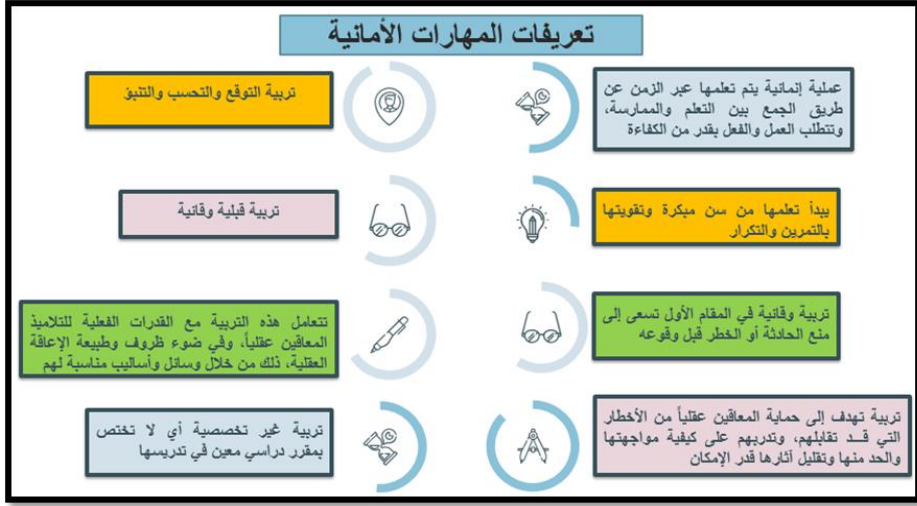 تعريفات المهارات الأمانية
عملية إنمائية يتم تعلمها عبر الزمن عن
طريق الجمع بين التعلم والممارسة،
وتتطلب العمل والفعل بقدر من الكفاءة
تربية التوقع والتحسب والتنبؤ
يبدأ تعلمها من سن مبكرة وتقويتها
بالتمرين والتكرار
تربية قبلية وقائية
تربية وقائية في المقام الأول تسعى إلى
منع الحادثة أو الخطر قبل وقوعه
تتعامل هذه التربية مع القدرات الفعلية للتلاميذ
المعاقين عقلياً، وفي ضوء ظروف وطبيعة الإعاقة
العقلية، ذلك من خلال وسائل وأساليب مناسبة لهم
تربية تهدف إلى حماية المعاقين عقلياً من الأخطار
التي قد تقابلهم، وتدربهم على كيفية مواجهتها
والحد منها وتقليل آثارها قدر الإمكان
تربية غير تخصصية أي لا تختص
بمقرر دراسي معين في تدريسها